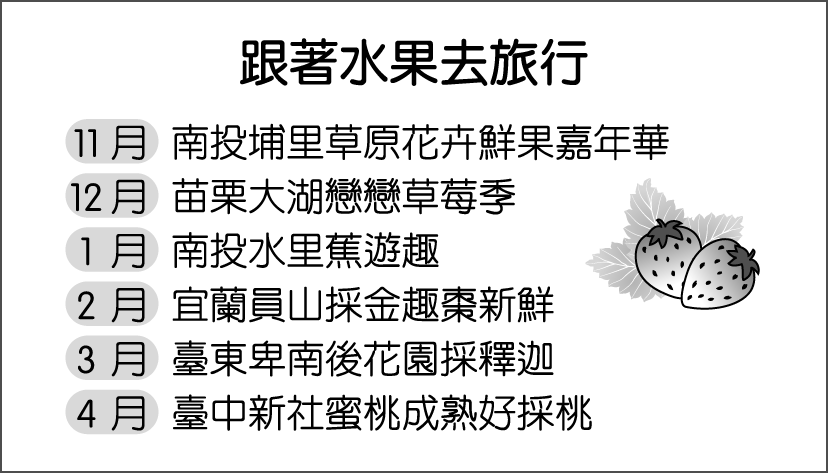 跟著水果去旅行
11月 南投埔里草原花卉鮮果嘉年華
12月 苗栗大湖戀戀草莓季
1月 南投水里蕉遊趣
2月 宜蘭員山採金趣棗新鮮
3月 臺東卑南後花園採釋迦
4月 臺中新社蜜桃成熟好採桃